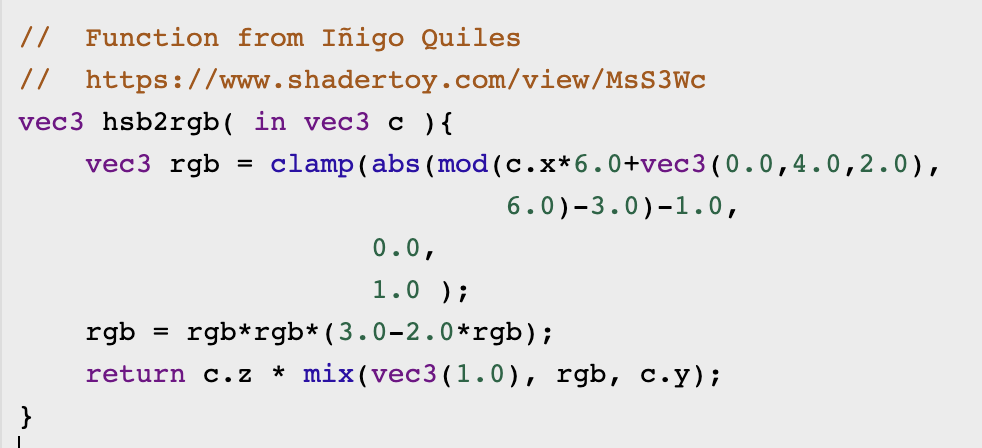 //  Function from Iñigo Quiles
//  https://www.shadertoy.com/view/MsS3Wc
vec3 hsb2rgb( in vec3 c ){
    vec3 rgb = clamp(abs(mod(c.x*6.0+vec3(0.0,4.0,2.0),
                             6.0)-3.0)-1.0,
                     0.0,
                     1.0 );
    rgb = rgb*rgb*(3.0-2.0*rgb);
    return c.z * mix(vec3(1.0), rgb, c.y);
}